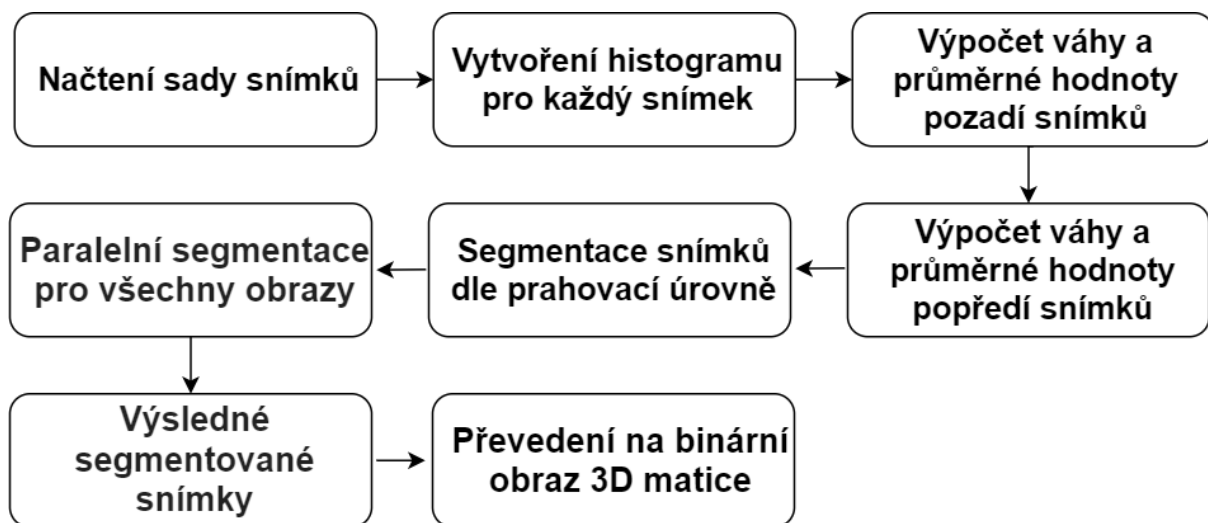 Načtení sady snímků
Vytvoření histogramu
pro každý snímek
Výpočet váhy a
průměrné hodnoty
pozadí snímků
Výpočet váhy a
průměrné hodnoty
popředí snímků
Segmentace snímků
dle prahovací úrovně
Paralelní segmentace
pro všechny obrazy
Výsledné
segmentované
snímky
Převedení na binární
obraz 3D matice